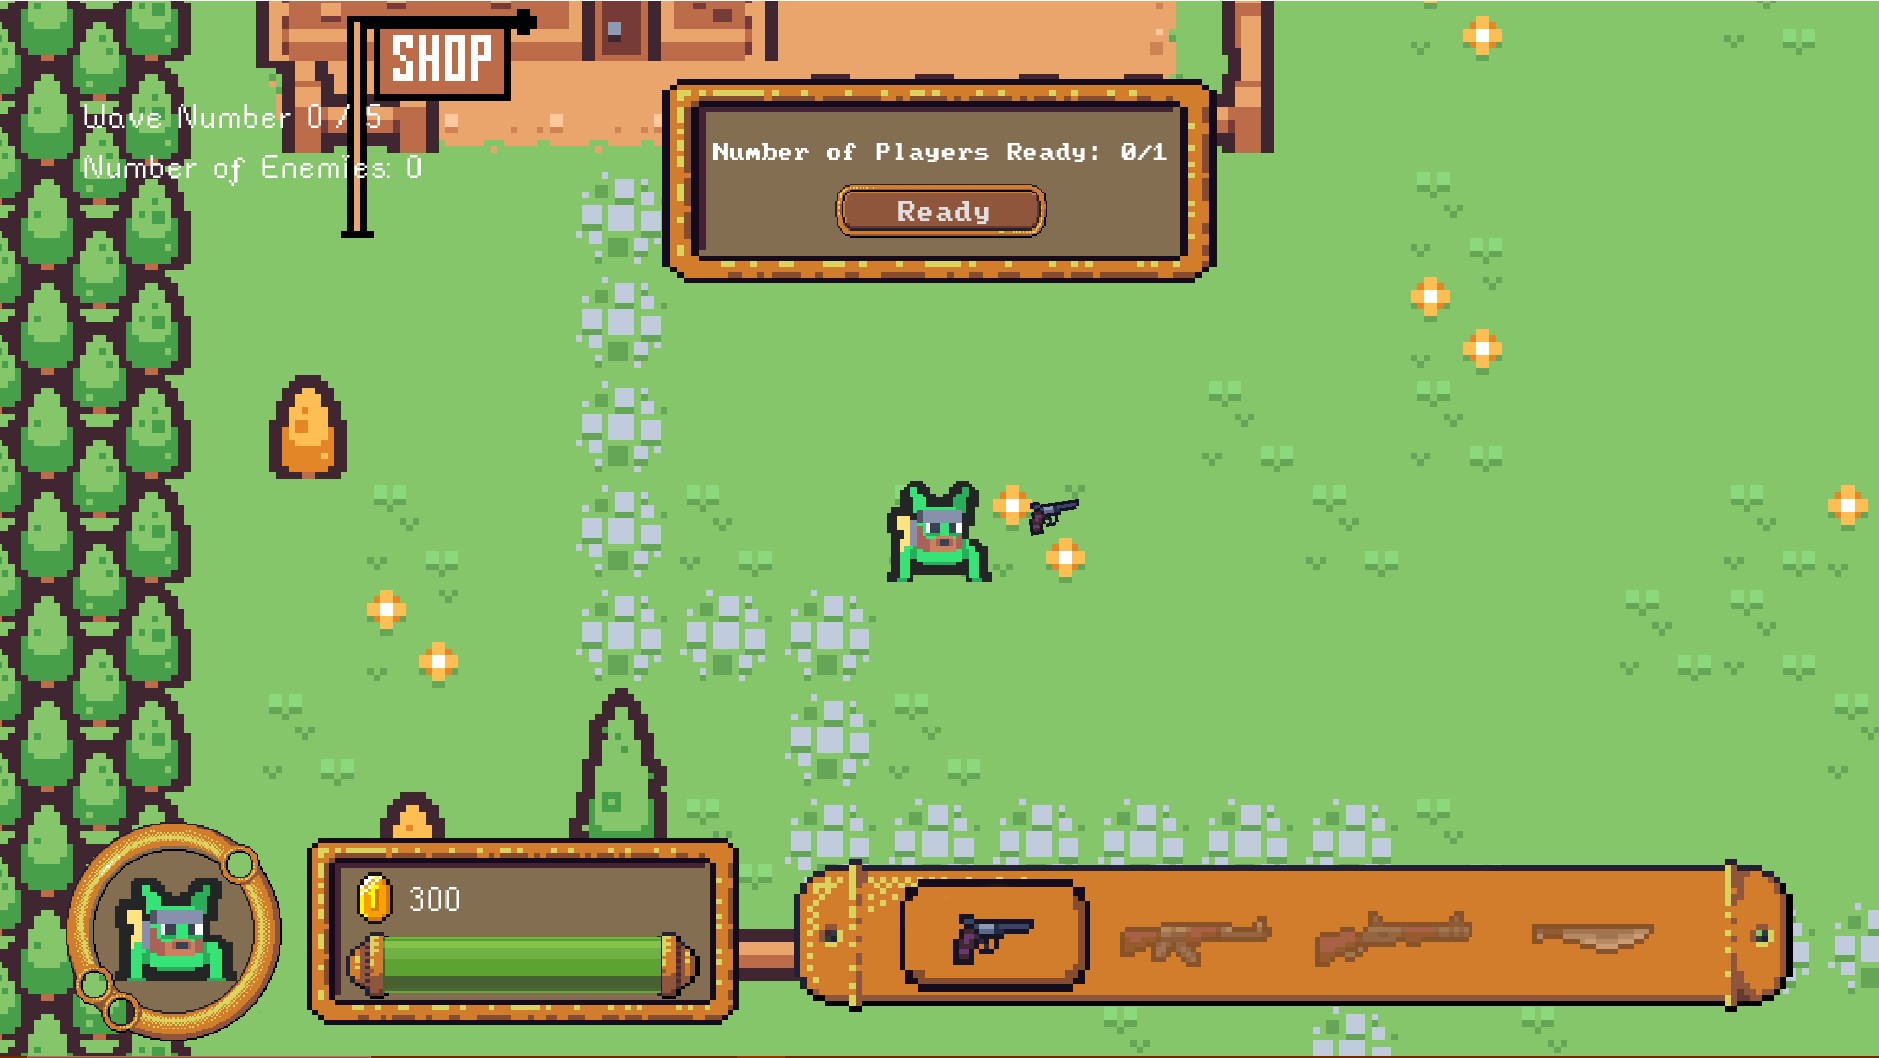 SHOP
Wave Number 0 / 5
Number of Enemies: 0
Number of Players Ready: 0/1
Ready
300